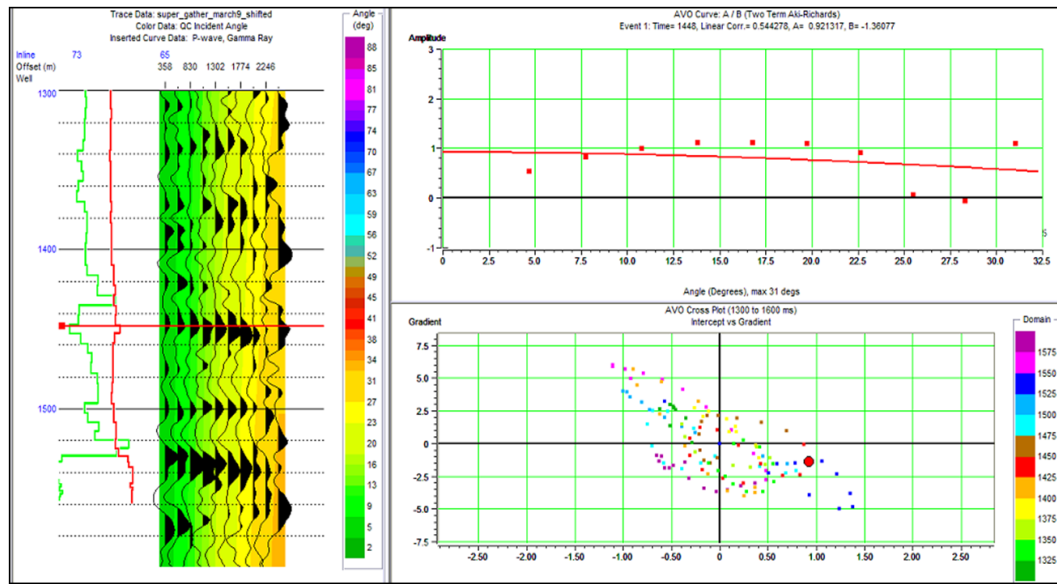 Trace Data: super_gather_march9_shifted
Color Data: QC Incident Angle
Inserted Curve Data: P-wave, Gamma Ray
Inline 73 65
Offset (m) 358 830 1302 1774 2246
Well
1300
1400
1500
Angle
(deg)
88
85
81
77
74
70
67
63
59
56
52
49
45
41
38
34
31
27
23
20
16
13
9
5
2
AVO Curve: A / B (Two Term Aki-Richards)
Event 1: Time= 1448, Linear Corr.= 0.544278, A= 0.921317, B= -1.36077
Amplitude
3
2
1
0
-1
S
0.0 2.5 5.0 7.5 10.0 12.5 15.0 17.5 20.0 22.5 25.0 27.5 30.0 32.5
Angle (Degrees), max 31 degs
AVO Cross Plot (1300 to 1600 ms)
Intercept vs Gradient
Gradient
7.5
5.0
2.5
0
-2.5
-5.0
-7.5
-2.50 -2.00 -1.50 -1.00 -0.50 0.0 0.50 1.00 1.50 2.00 2.50
Domain
1575
1550
1525
1500
1475
1450
1425
1400
1385
1360
1335
1310